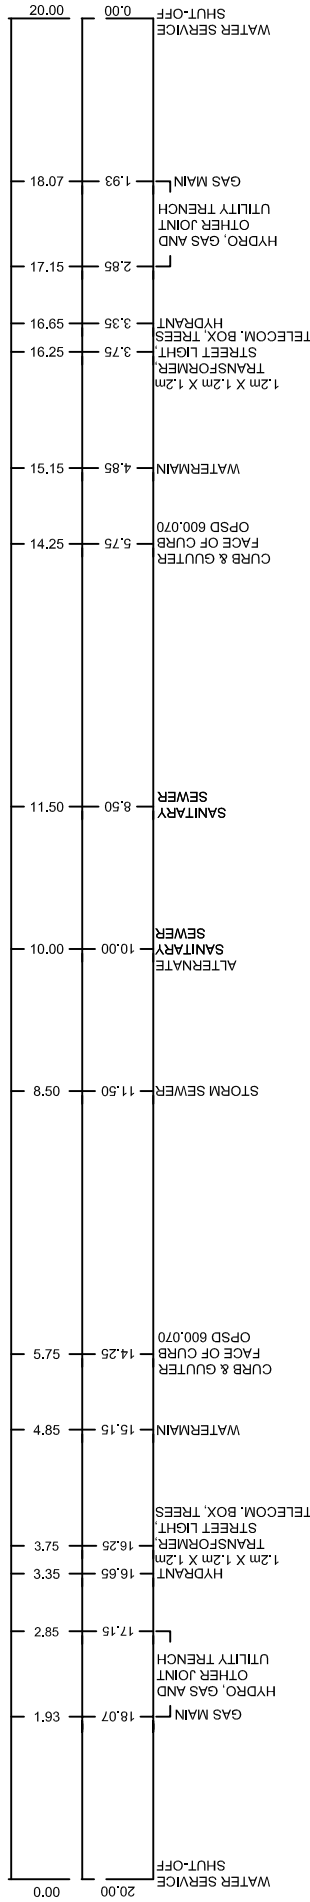 20.00
0.00
WATER SERVICE
SHUT-OFF
18.07
1.93
GAS MAIN
HYDRO, GAS AND
OTHER JOINT
UTILITY TRENCH
17.15
2.85
16.65
3.35
HYDRANT
16.25
3.75
1.2m X 1.2m X 1.2m
TRANSFORMER,
STREET LIGHT,
TELECOM. BOX, TREES
15.15
4.85
WATERMAIN
14.25
5.75
CURB & GUUTER
FACE OF CURB
OPSD 600.070
11.50
8.50
SANITARY
SEWER
10.00
10.00
ALTERNATE
SANITARY
SEWER
8.50
11.50
STORM SEWER
5.75
14.25
CURB & GUUTER
FACE OF CURB
OPSD 600.070
4.85
15.15
WATERMAIN
3.75
16.25
1.2m X 1.2m X 1.2m
TRANSFORMER,
STREET LIGHT,
TELECOM. BOX, TREES
3.35
16.65
HYDRANT
2.85
17.15
HYDRO, GAS AND
OTHER JOINT
UTILITY TRENCH
1.93
18.07
GAS MAIN
0.00
20.00
WATER SERVICE
SHUT-OFF